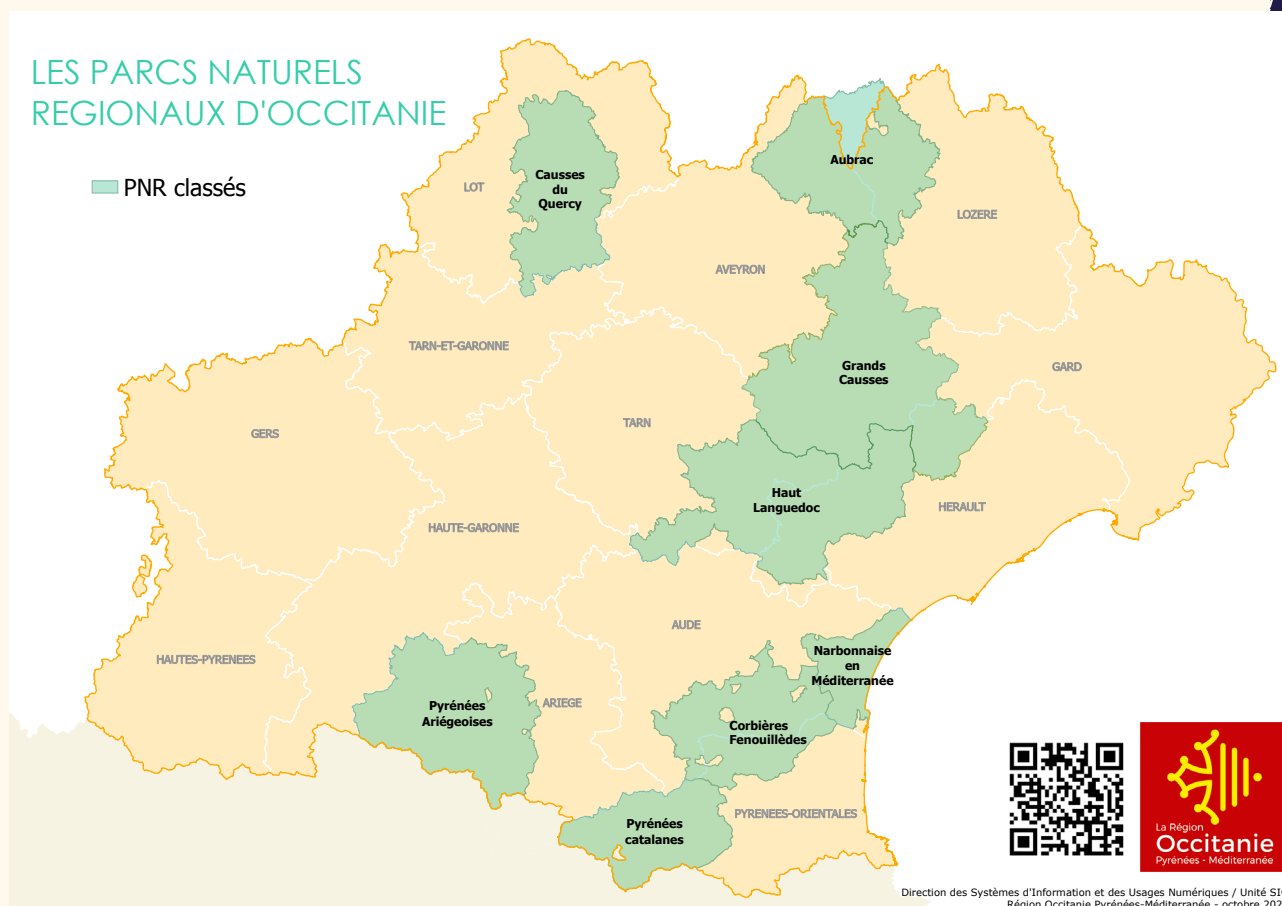 LES PARCS NATURELS
REGIONAUX D'OCCITANIE
PNR classés
LOT
Causses
du
Quercy
Aubrac
LOZERE
AVEYRON
TARN-ET-GARONNE
Grands
Causses
GARD
GERS
TARN
Haut
Languedoc
HERAULT
HAUTE-GARONNE
AUDE
HAUTES-PYRENEES
Narbonnaise
en
Méditerranée
Pyrénées
Ariégeoises
ARIEGE
Corbières
Fenouillèdes
Pyrénées
catalanes
PYRENEES-ORIENTALES
La Région
Occitanie
Pyrénées - Méditerranée
Direction des Systèmes d'Information et des Usages Numériques / Unité
Région Occitanie Pyrénées-Méditerranée - octobre